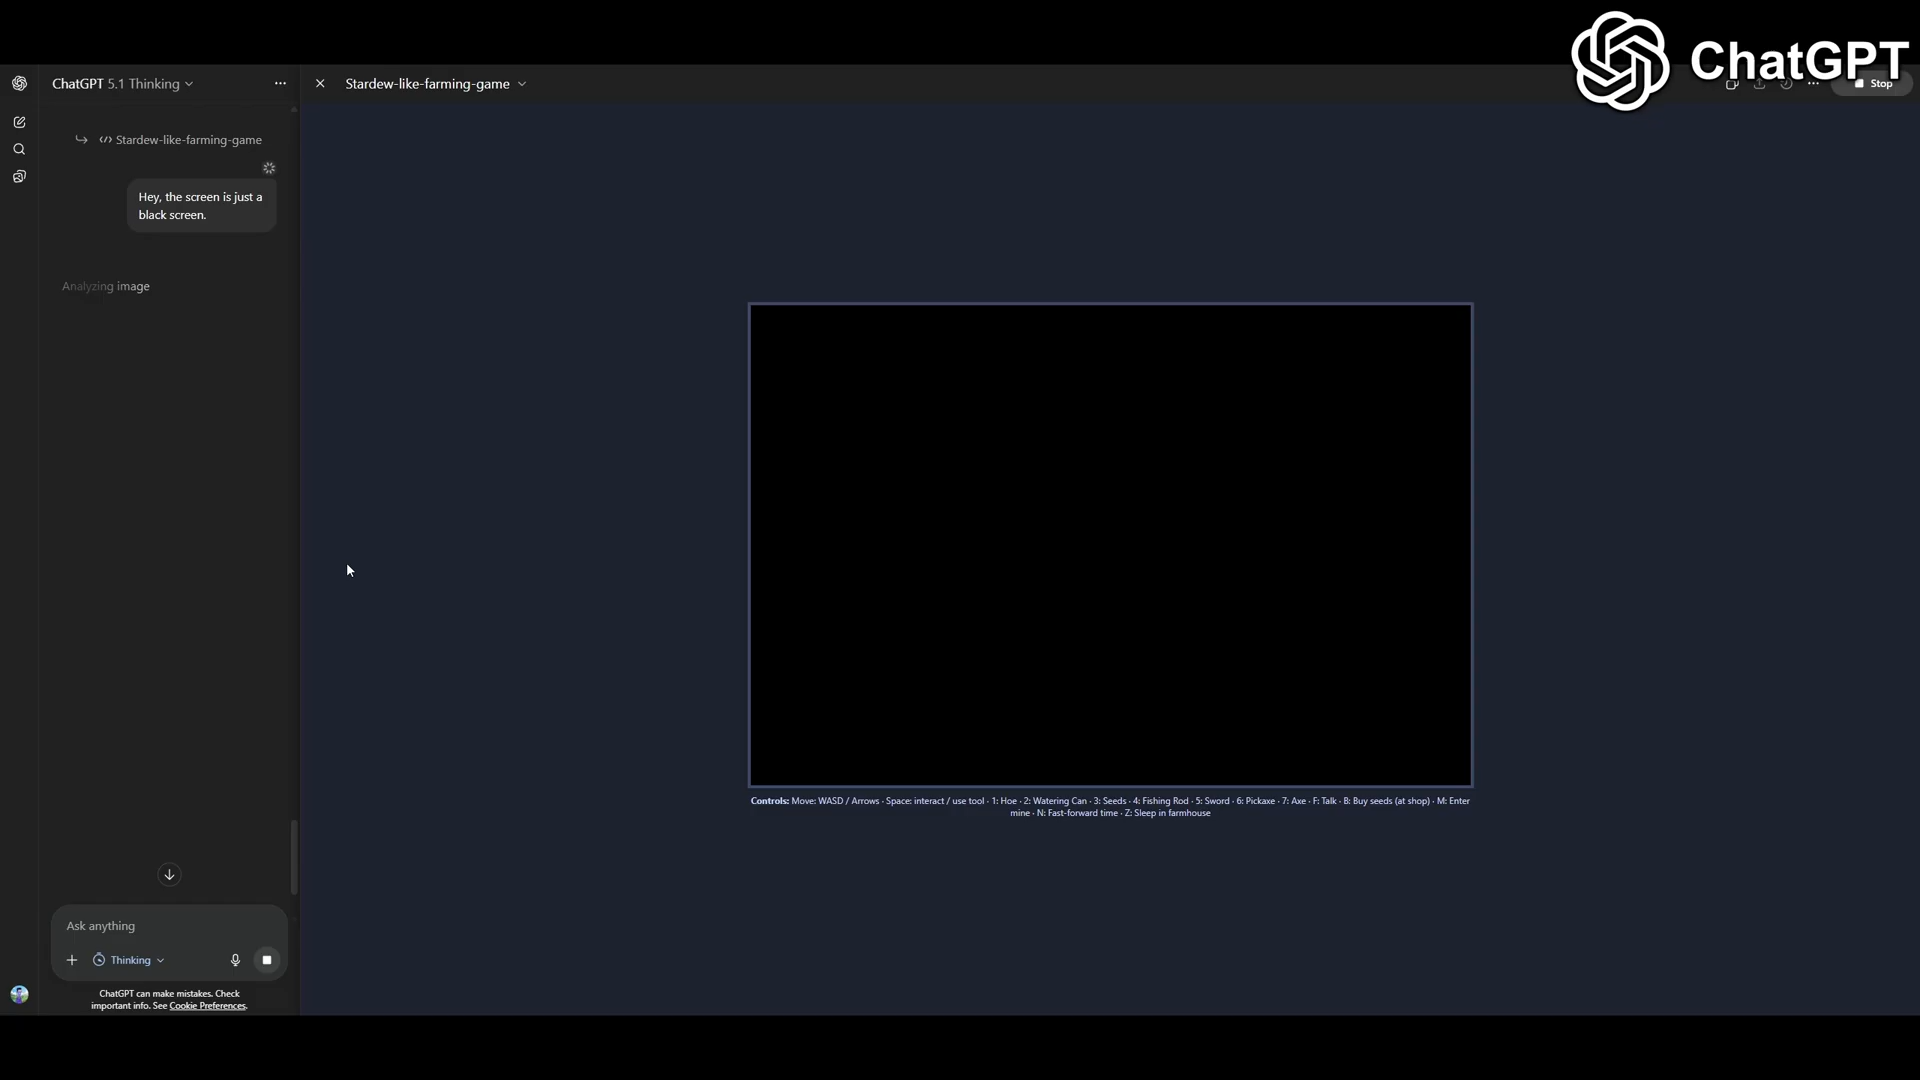 ChatGPT
ChatGPT 5.1 Thinking
Stardew-like-farming-game
Stop
Stardew-like-farming-game
Hey, the screen is just a
black screen.
Analyzing image
Controls: Move: WASD / Arrows · Space: interact / use tool · 1: Hoe · 2: Watering Can · 3: Seeds · 4: Fishing Rod · 5: Sword · 6: Pickaxe · 7: Axe · F: Talk · B: Buy seeds (at shop) · M: Enter
mine · N: Fast-forward time · Z: Sleep in farmhouse
Ask anything
Thinking
ChatGPT can make mistakes. Check
important info. See Cookie Preferences.